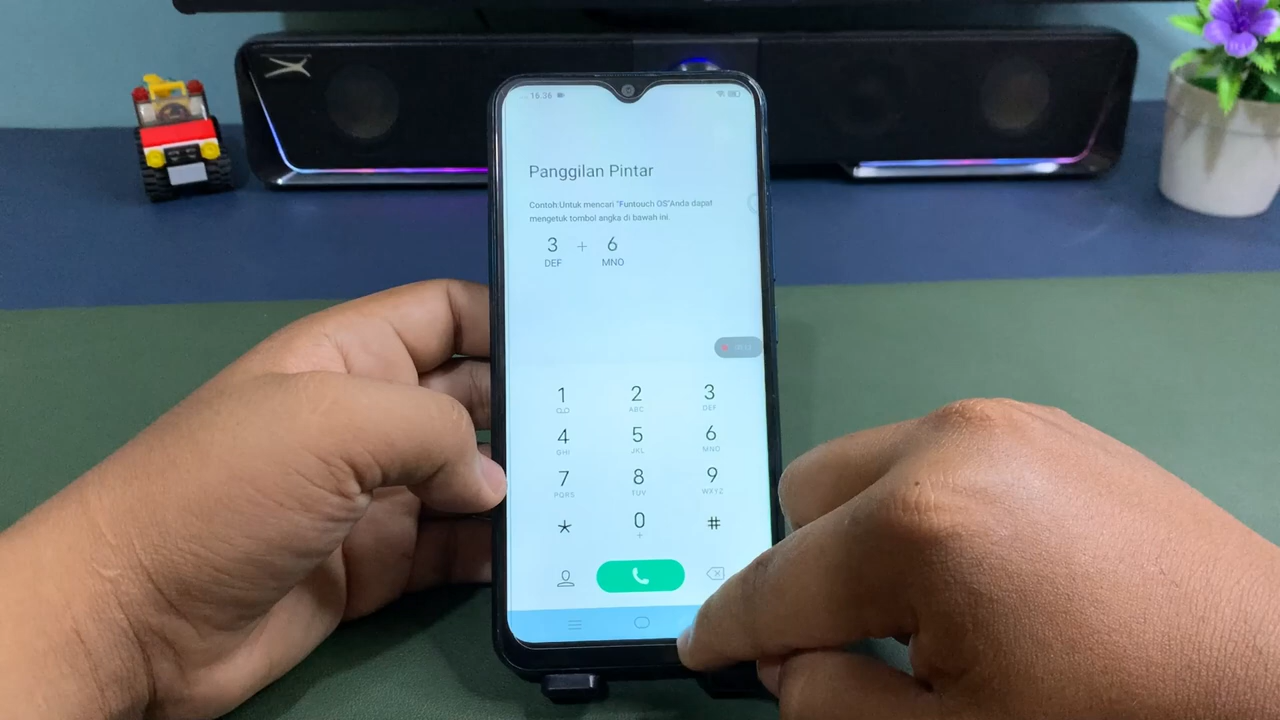 16.36
Panggilan Pintar
Contoh:Untuk mencari "Funtouch OS"Anda dapat
mengetuk tombol angka di bawah ini.
3 + 6
DEF MNO
1 2 3
ABC DEF
4 5 6
GHI JKL MNO
7 8 9
PQRS TUV WXYZ
* 0 #
+